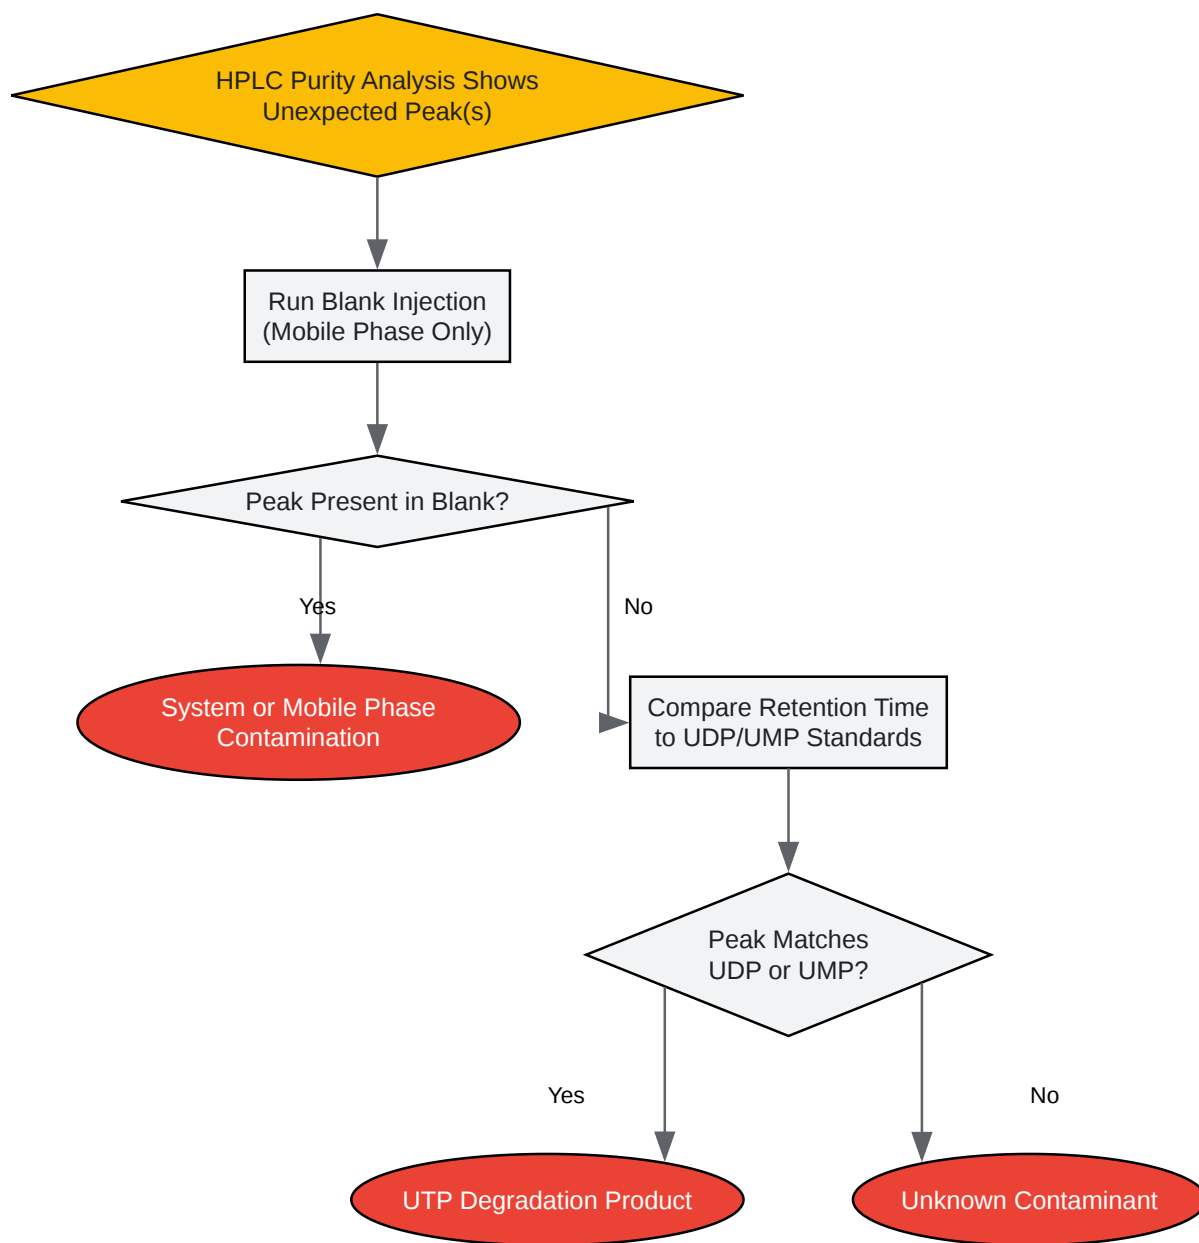 HPLC Purity Analysis Shows
Unexpected Peak(s)
Run Blank Injection
(Mobile Phase Only)
Peak Present in Blank?
Yes
No
System or Mobile Phase
Contamination
Compare Retention Time
to UDP/UMP Standards
Peak Matches
UDP or UMP?
Yes
No
UTP Degradation Product
Unknown Contaminant